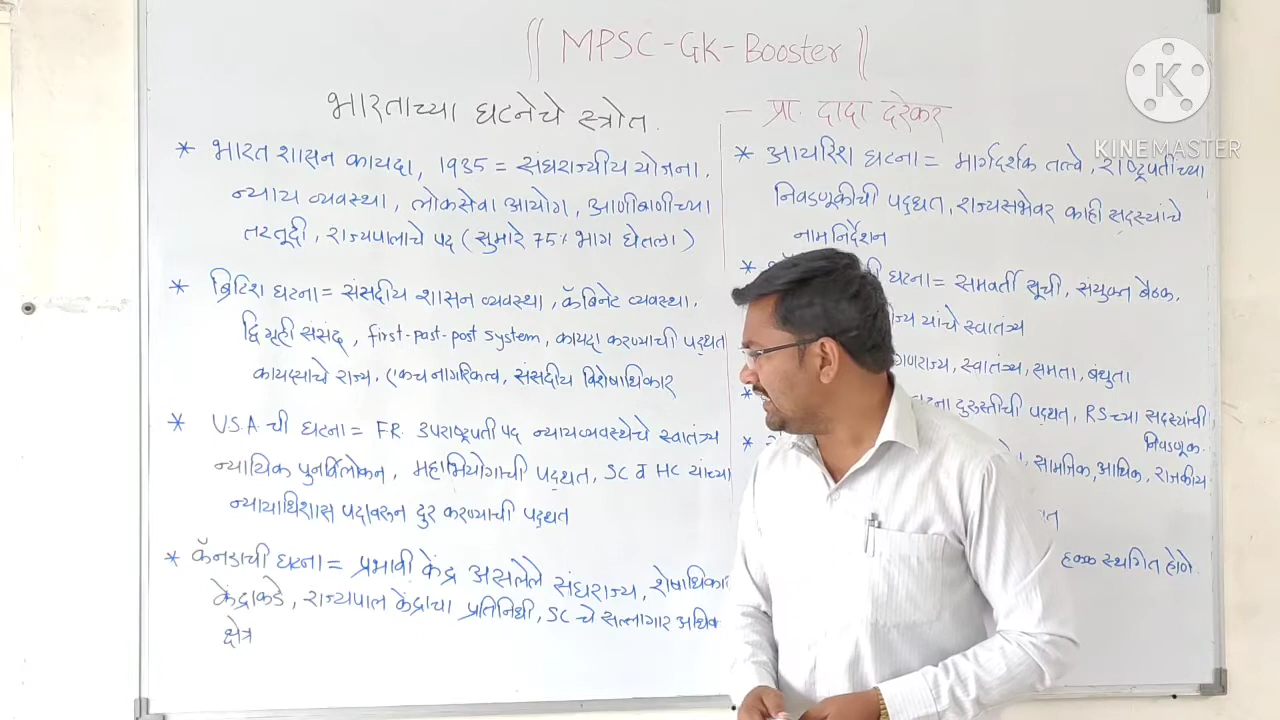 || MPSC-GK-Booster ||
भारताच्या घटनेचे स्त्रोत.
- प्रा. दादा दरेकर
* भारत शासन कायदा, 1935 = संघराज्यीय योजना,
न्याय व्यवस्था, लोकसेवा आयोग, आणीबाणीच्या
तरतूदी, राज्यपालाचे पद (सुमारे 75% भाग घेतला)
* ब्रिटिश घटना = संसदीय शासन व्यवस्था, कॅबिनेट व्यवस्था,
द्विगृही संसंद, first-past-post system, कायदा करण्याची पद्धत
कायद्याचे राज्य, एकच नागरिकत्व, संसदीय विशेषाधिकार
* U.S.A. ची घटना = FR. उपराष्ट्रपती पद न्यायव्यवस्थेचे स्वातंत्र्य
न्यायिक पुनर्विलोकन, महाभियोगाची पद्धत, SC व HC यांच्या
न्यायाधिशास पदावरून दुर करण्याची पद्धत
* कॅनडाची घटना = प्रभावी केंद्र असलेले संघराज्य, शेषाधिकार
केंद्राकडे, राज्यपाल केंद्राचा प्रतिनिधी, SC चे सल्लागार अधिक
क्षेत्र
* आयरिश घटना = मार्गदर्शक तत्वे, राष्ट्रपतींच्या
निवडणूकीची पद्धत, राज्यसभेवर काही सदस्यांचे
नामनिर्देशन
* घटना = समवर्ती सूची, संयुक्त बैठक,
यांचे स्वातंत्र्य
गणराज्य, स्वातंत्र्य, समता, बंधुता
* दुरुस्तीची पद्धत, RS च्या सदस्यांची
निवडणूक.
* सामाजिक, आर्थिक, राजकीय
हक्क स्थगित होणे.
K
KINEMASTER